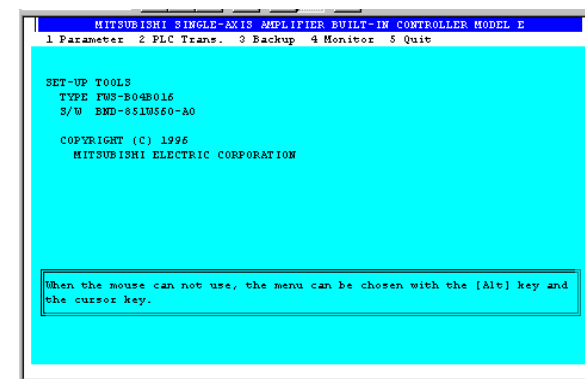 MITSUBISHI SINGLE-AXIS AMPLIFIER BUILT-IN CONTROLLER MODEL E
1 Parameter 2 PLC Trans. 3 Backup 4 Monitor 5 Quit
SET-UP TOOLS
TYPE FWS-B04B016
S/W BND-851W560-A0
COPYRIGHT (C) 1996
MITSUBISHI ELECTRIC CORPORATION
When the mouse can not use, the menu can be chosen with the [Alt] key and
the cursor key.